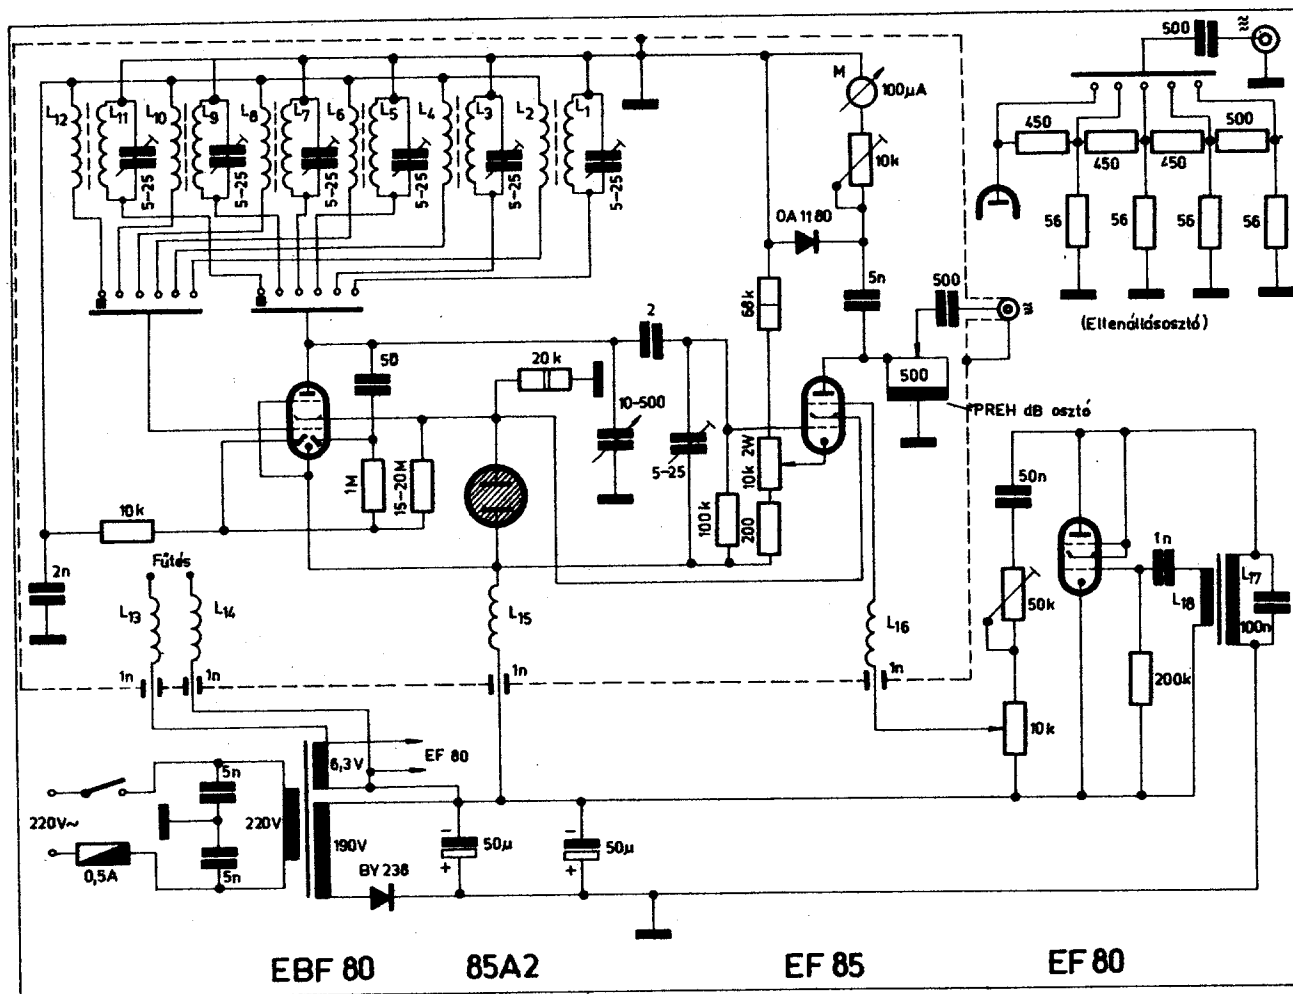 500
≈
M
100µA
L12
L11
L10
L9
L8
L7
L6
L5
L4
L3
L2
L1
5-25
5-25
5-25
5-25
5-25
5-25
10k
450
450
450
500
56
56
56
56
(Ellenállásosztó)
OA 1180
5n
500
≈
68k
2
50
20k
10-500
5-25
500
PREH dB osztó
1M
15-20M
100k
10k 2W
200
10k
2n
Fűtés
L13
L14
L15
L16
1n
1n
1n
1n
50n
50k
1n
L18
L17
100n
200k
10k
220V~
0,5A
5n
5n
220V
6,3V
190V
EF 80
BY 238
-
50µ
+
-
50µ
+
EBF 80
85A2
EF 85
EF 80